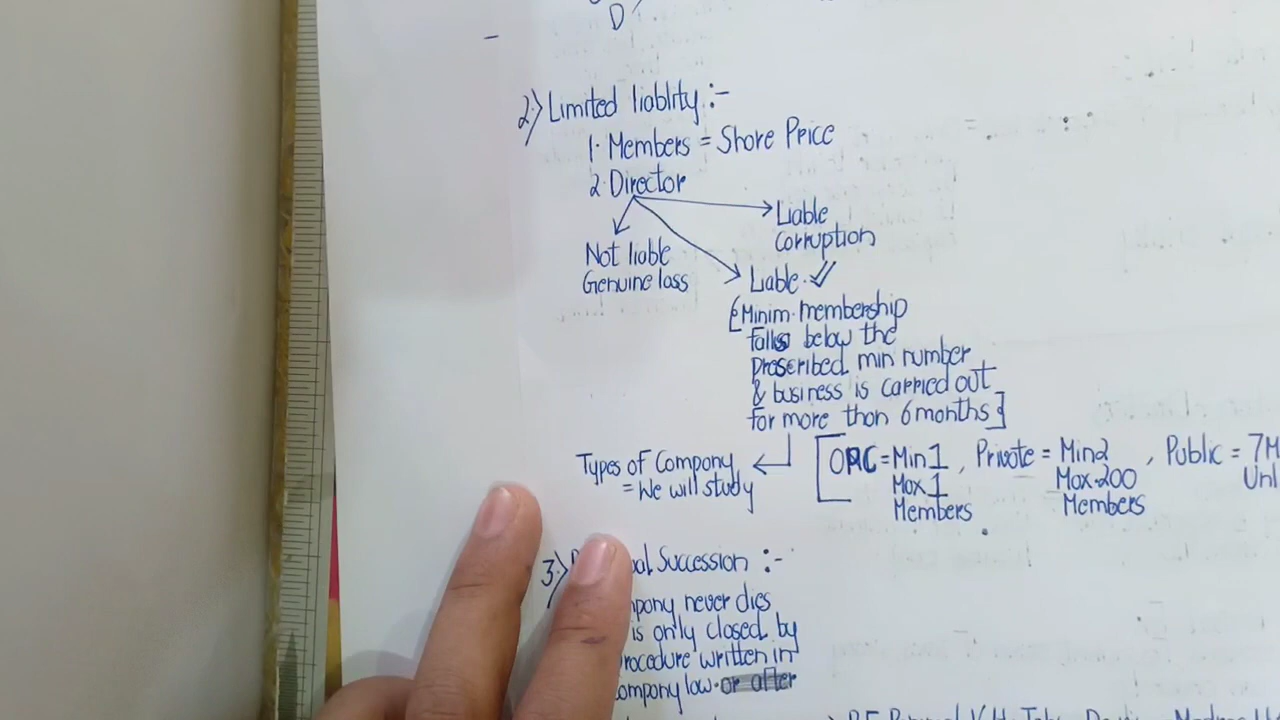 D
2.) Limited liablity :-
1. Members = Share Price
2. Director
Liable
Corruption
Not liable
Genuine loss
Liable.
[Minim. membership
falls below the
prescribed min number
& business is carried out
for more than 6 months]
Types of Company
= We will study
OPC = Min 1 , Private = Min 2 , Public = 7 M
Max 1 Max. 200 Unl
Members Members
3.) Succession :-
never dies
is only closed by
written in
law. or after